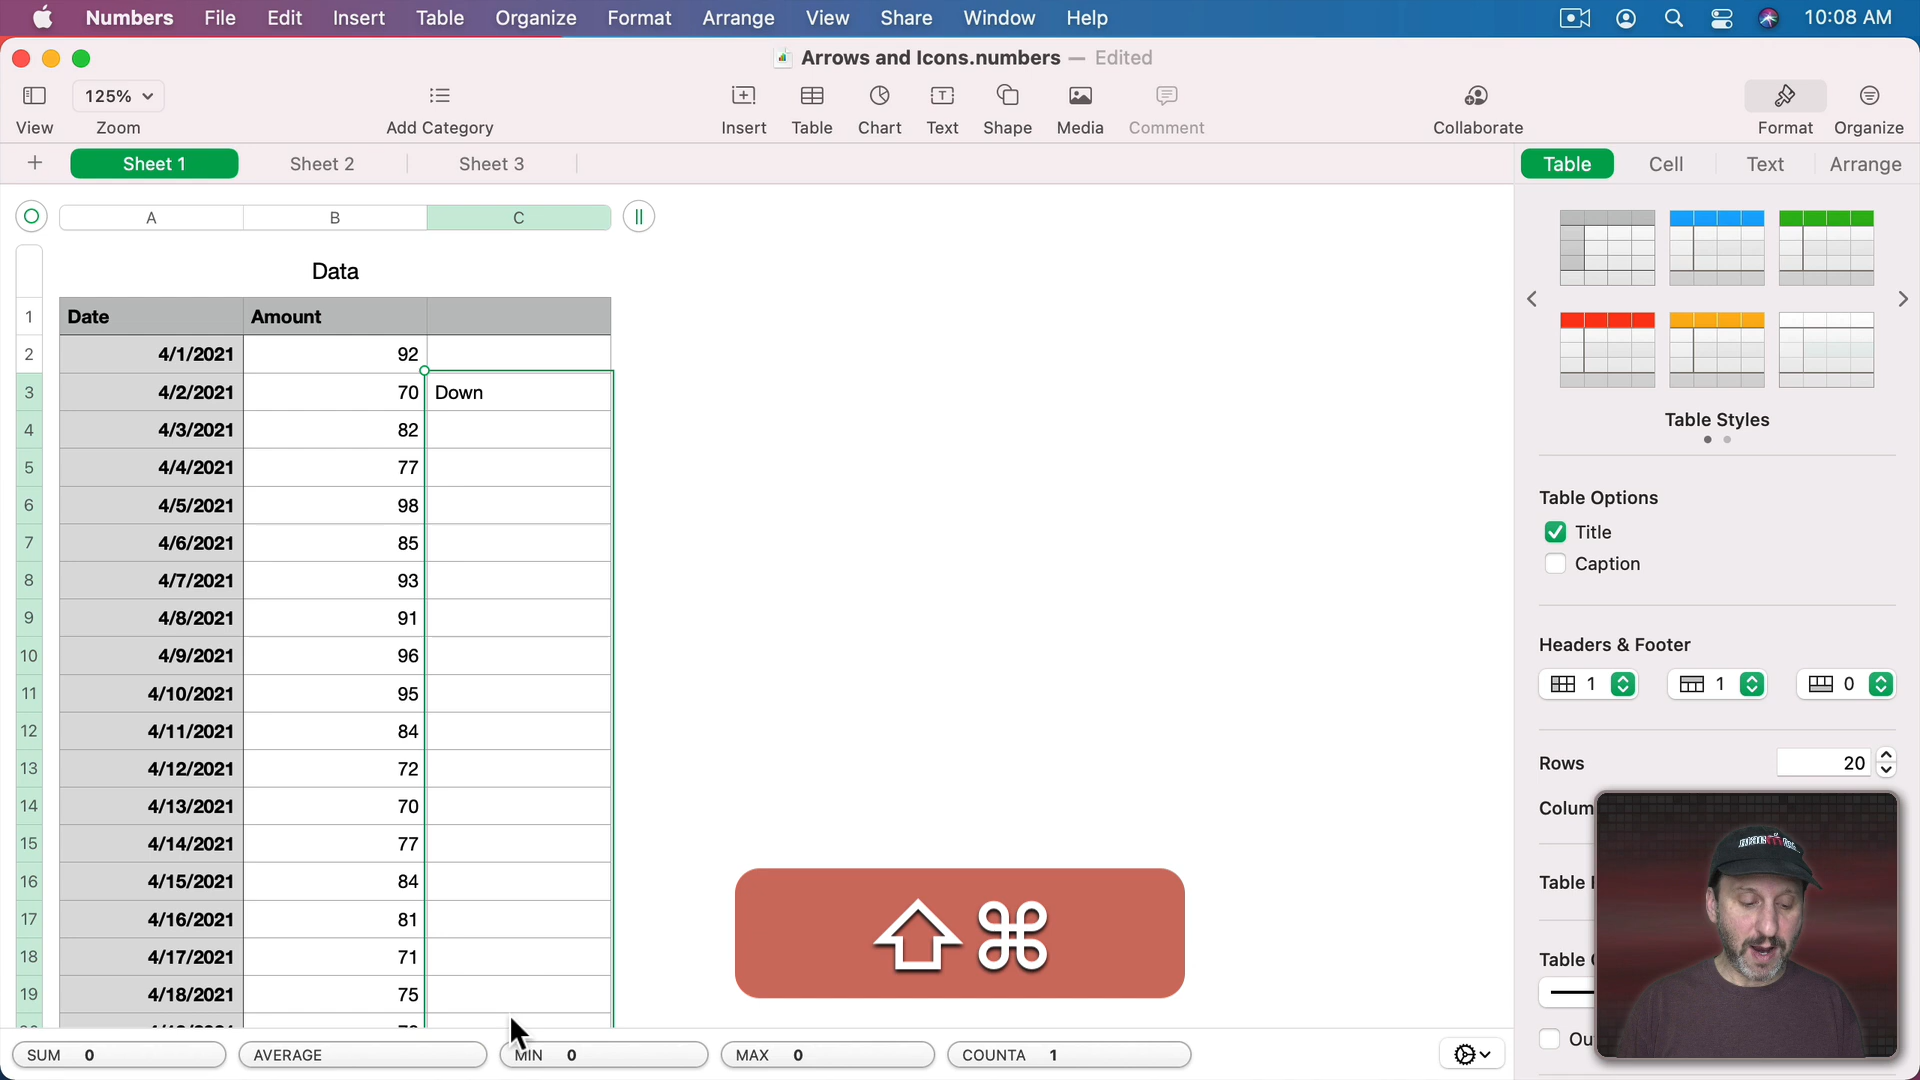 Numbers File Edit Insert Table Organize Format Arrange View Share Window Help 10:08 AM
Arrows and Icons.numbers — Edited
125%
View Zoom Add Category Insert Table Chart Text Shape Media Comment Collaborate Format Organize
Sheet 1 Sheet 2 Sheet 3
Table Cell Text Arrange
A B C
Data
1 Date Amount
2 4/1/2021 92
3 4/2/2021 70 Down
4 4/3/2021 82
5 4/4/2021 77
6 4/5/2021 98
7 4/6/2021 85
8 4/7/2021 93
9 4/8/2021 91
10 4/9/2021 96
11 4/10/2021 95
12 4/11/2021 84
13 4/12/2021 72
14 4/13/2021 70
15 4/14/2021 77
16 4/15/2021 84
17 4/16/2021 81
18 4/17/2021 71
19 4/18/2021 75
⇧ ⌘
SUM 0 AVERAGE MIN 0 MAX 0 COUNTA 1
Table Styles
Table Options
Title
Caption
Headers & Footer
1 1 0
Rows 20
Colum
Table
Table
Ou